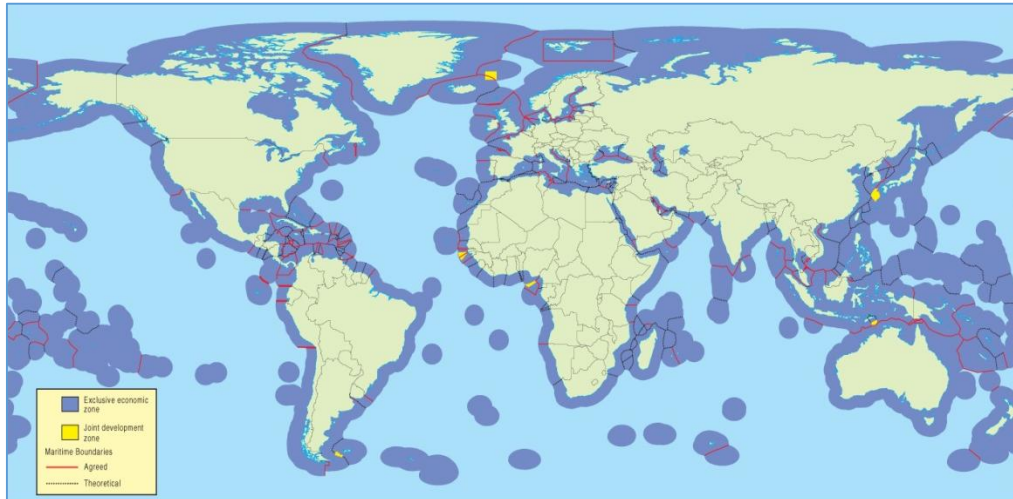 Exclusive economic
zone
Joint development
zone
Maritime Boundaries
Agreed
Theoretical